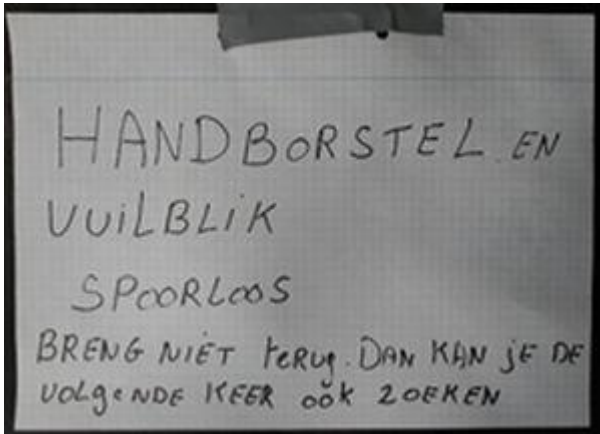 HANDBORSTEL EN
VUILBLIK
SPOORLOOS
BRENG NIET terug. DAN KAN je DE
VOLgeNDE KEER ook ZOEKEN